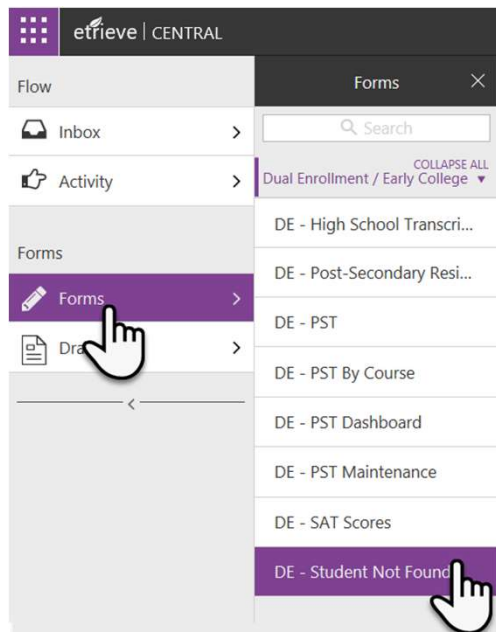 etrieve | CENTRAL
Flow
Inbox
Activity
Forms
Forms
Dra
Forms
Search
COLLAPSE ALL
Dual Enrollment / Early College
DE - High School Transcri...
DE - Post-Secondary Resi...
DE - PST
DE - PST By Course
DE - PST Dashboard
DE - PST Maintenance
DE - SAT Scores
DE - Student Not Found